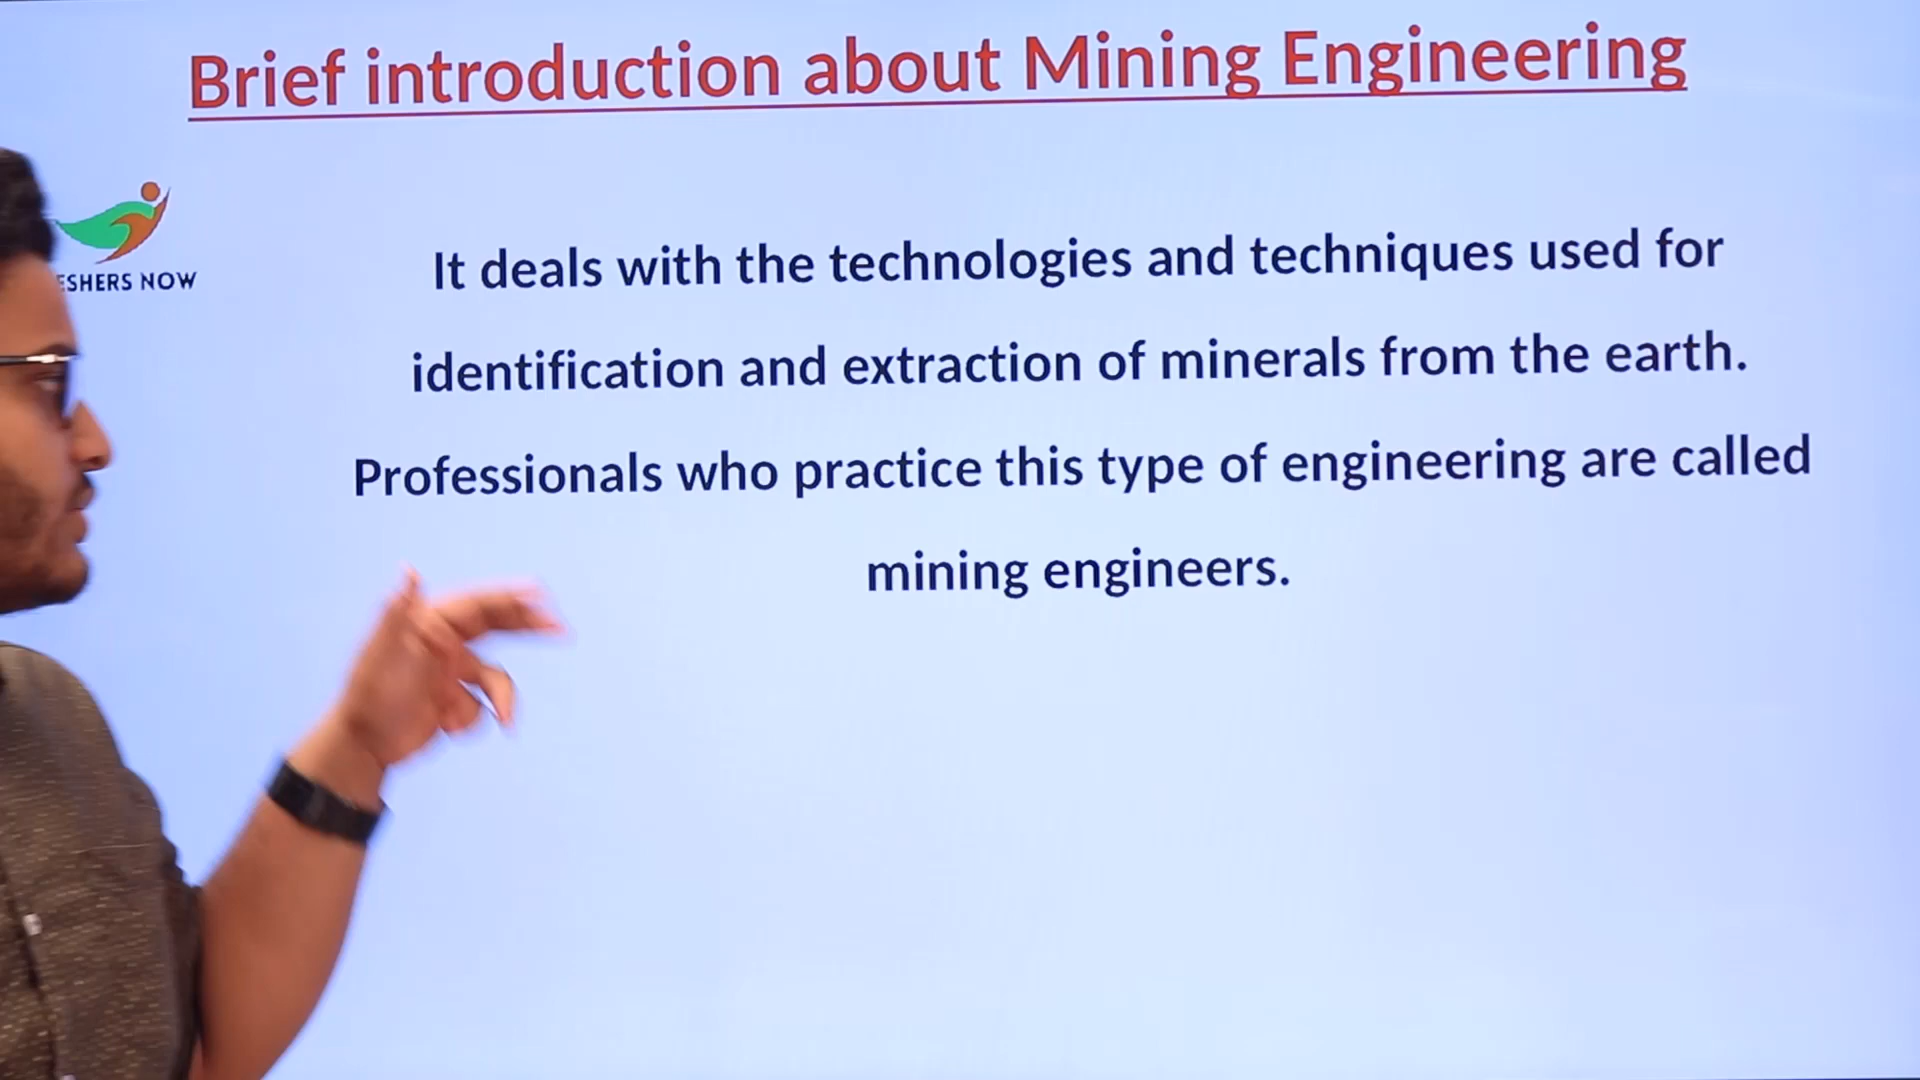 Brief introduction about Mining Engineering
ESHERS NOW
It deals with the technologies and techniques used for
identification and extraction of minerals from the earth.
Professionals who practice this type of engineering are called
mining engineers.